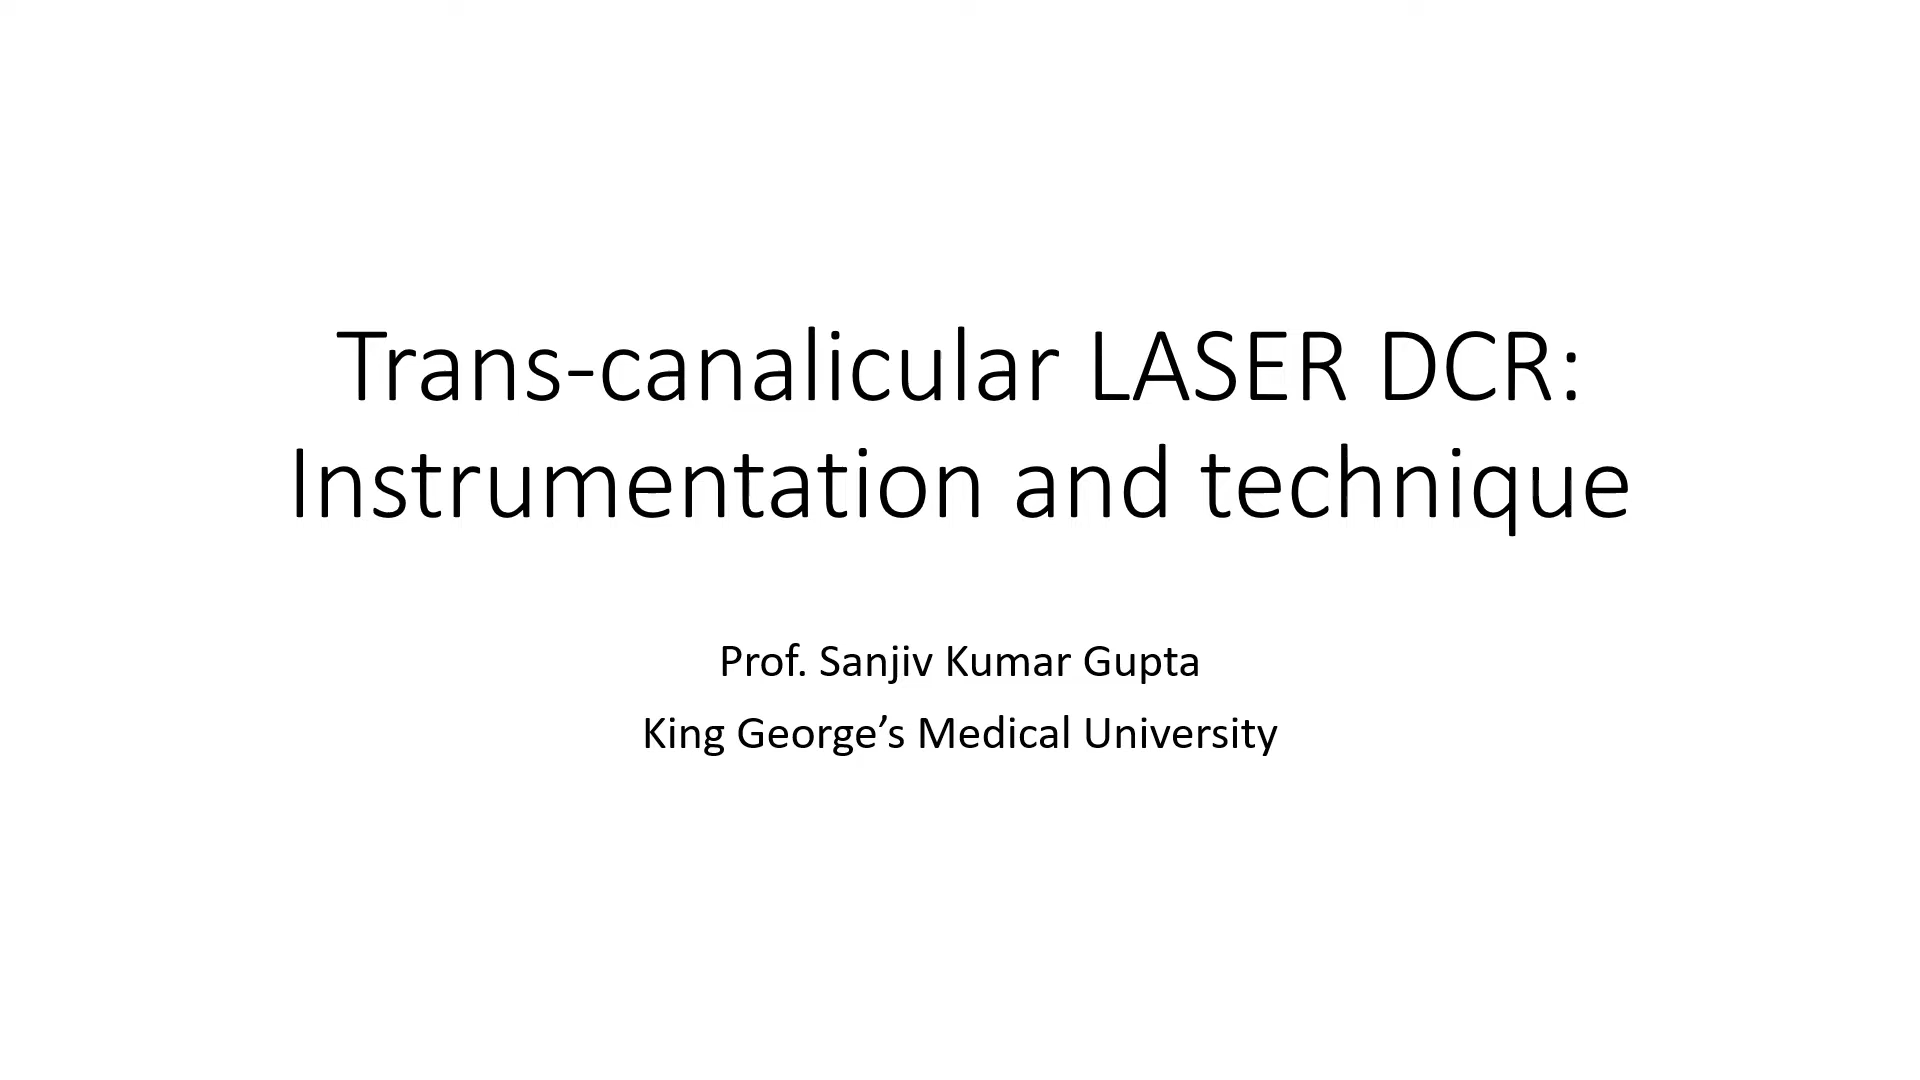 Trans-canalicular LASER DCR:
Instrumentation and technique
Prof. Sanjiv Kumar Gupta
King George’s Medical University